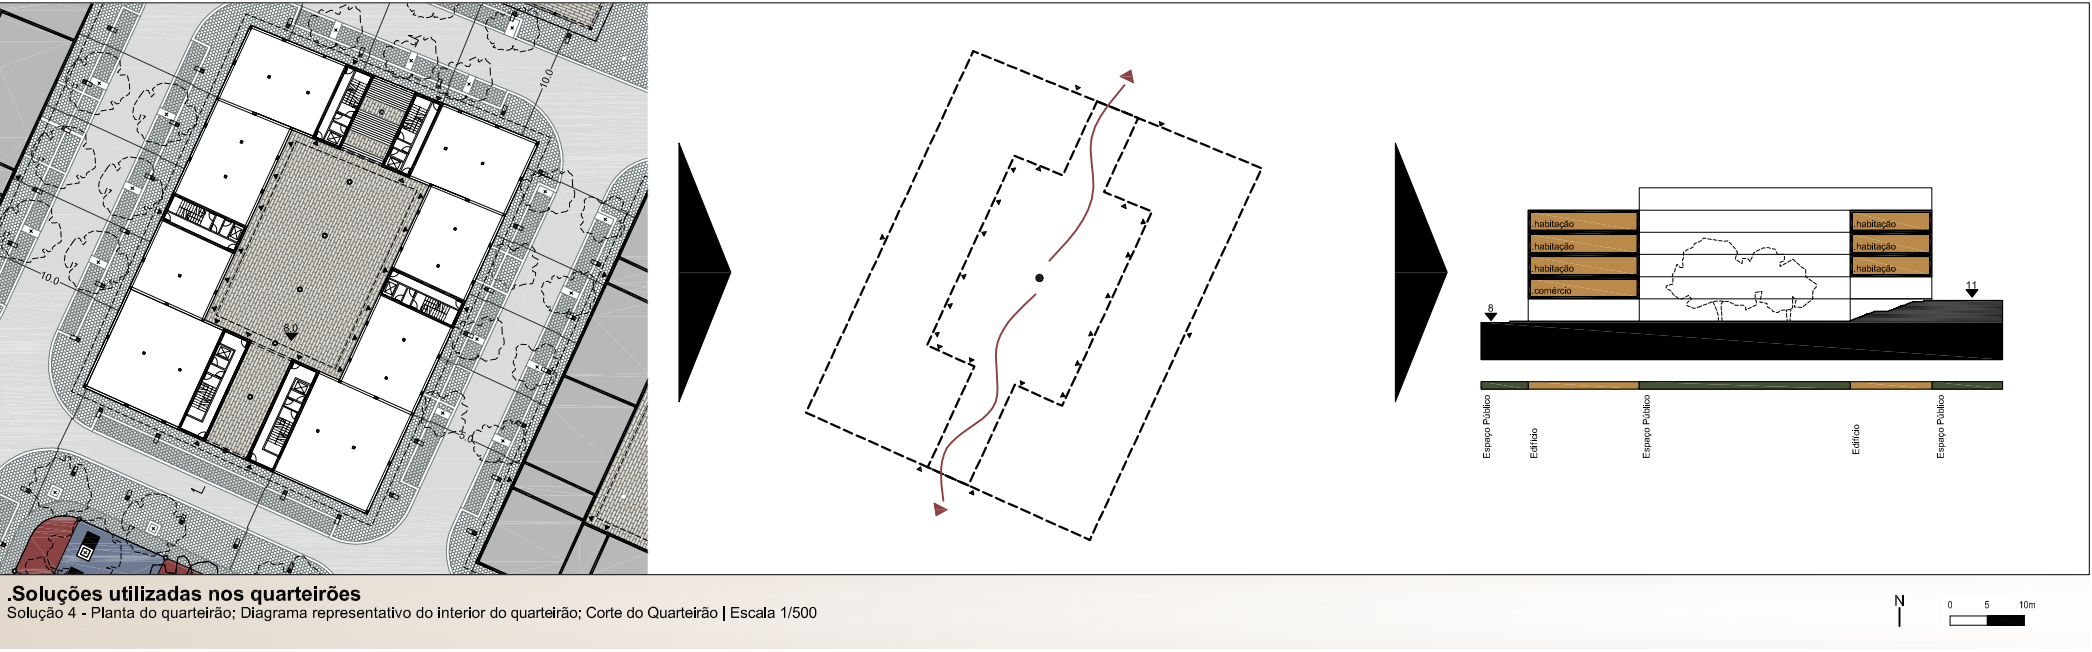 10.0
10.0
8.0
5.0
.habitação
.habitação
.habitação
.comércio
.habitação
.habitação
.habitação
8
11
Espaço Público
Edifício
Espaço Público
Edifício
Espaço Público
.Soluções utilizadas nos quarteirões
Solução 4 - Planta do quarteirão; Diagrama representativo do interior do quarteirão; Corte do Quarteirão | Escala 1/500
N
0 5 10m